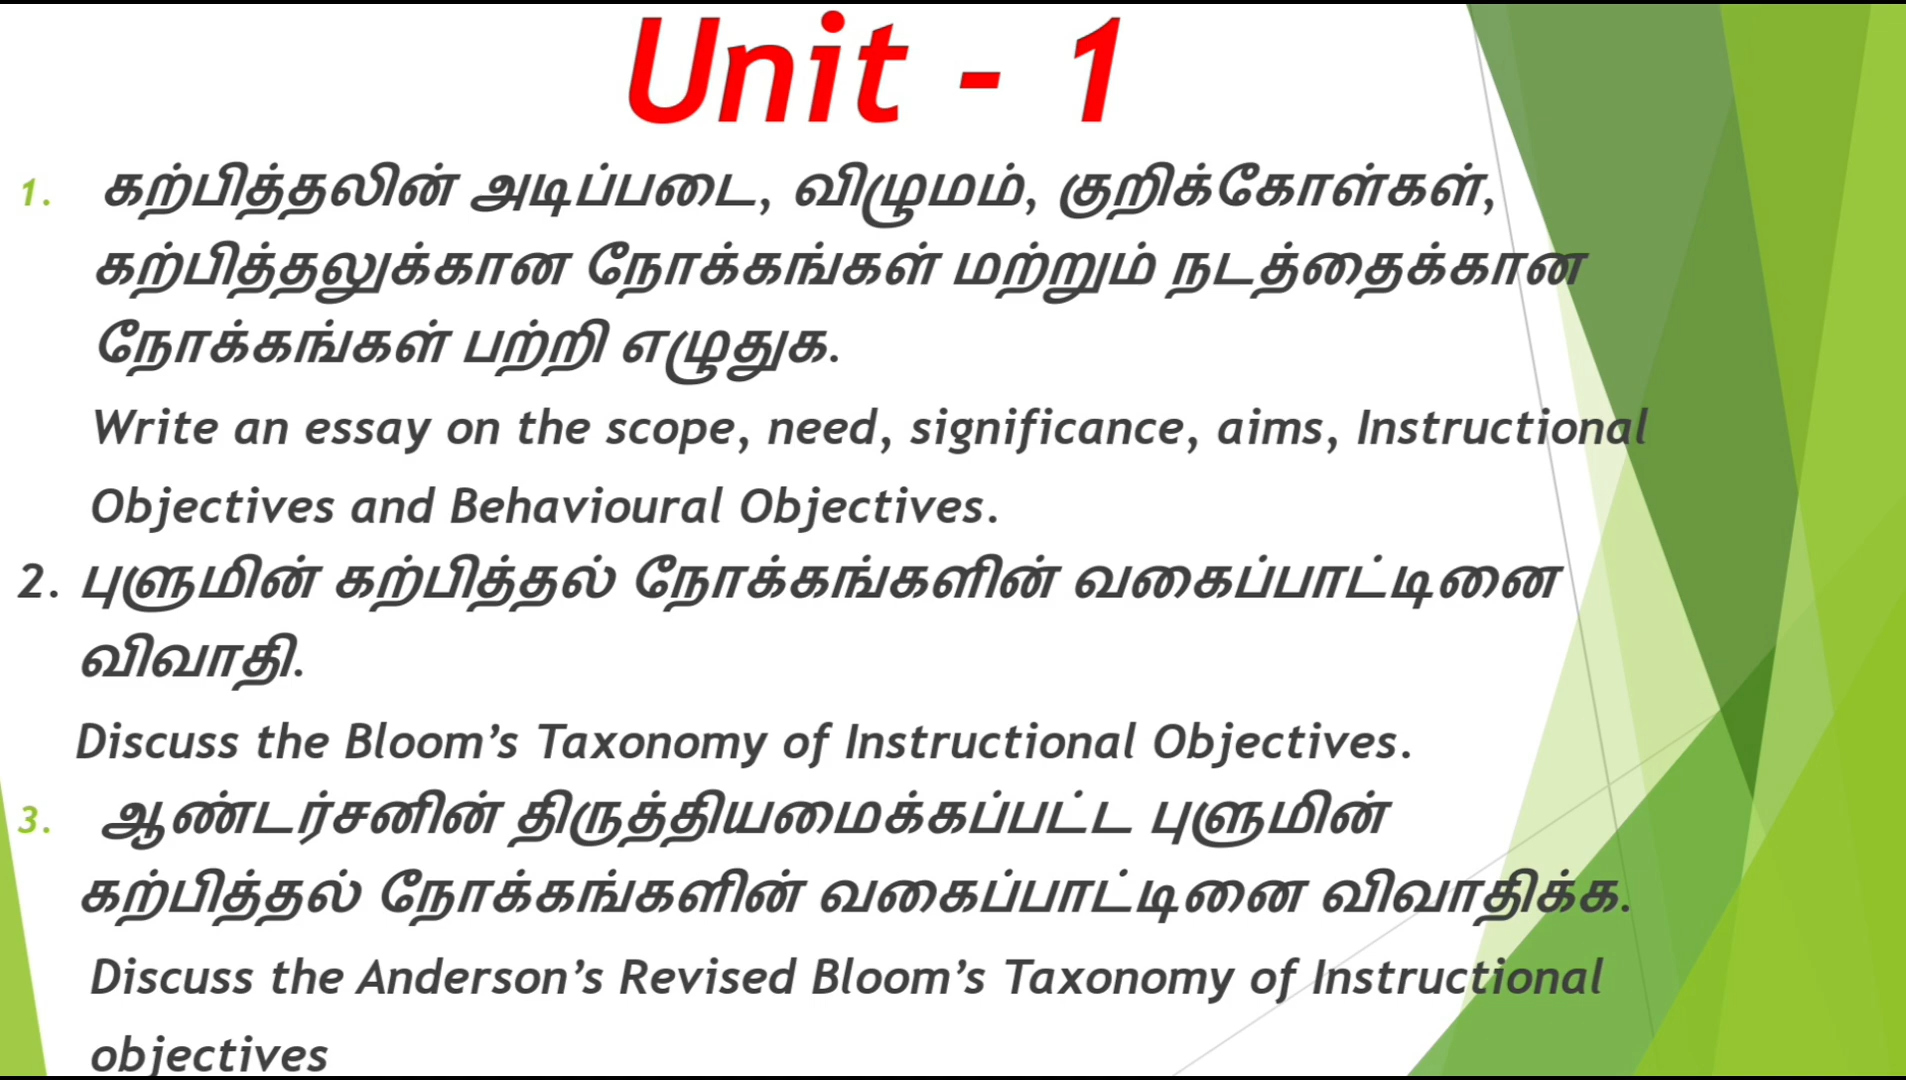 Unit - 1
1. கற்பித்தலின் அடிப்படை, விழுமம், குறிக்கோள்கள்,
கற்பித்தலுக்கான நோக்கங்கள் மற்றும் நடத்தைக்கான
நோக்கங்கள் பற்றி எழுதுக.
Write an essay on the scope, need, significance, aims, Instructional
Objectives and Behavioural Objectives.
2. புளுமின் கற்பித்தல் நோக்கங்களின் வகைப்பாட்டினை
விவாதி.
Discuss the Bloom’s Taxonomy of Instructional Objectives.
3. ஆண்டர்சனின் திருத்தியமைக்கப்பட்ட புளுமின்
கற்பித்தல் நோக்கங்களின் வகைப்பாட்டினை விவாதிக்க.
Discuss the Anderson’s Revised Bloom’s Taxonomy of Instructional
objectives